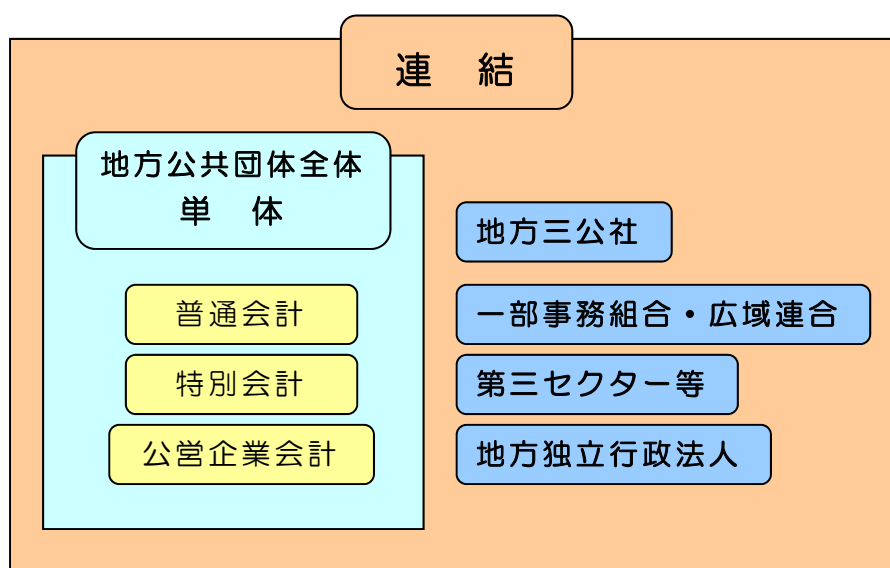 連　結
地方公共団体全体
単　体
普通会計
特別会計
公営企業会計
地方三公社
一部事務組合・広域連合
第三セクター等
地方独立行政法人